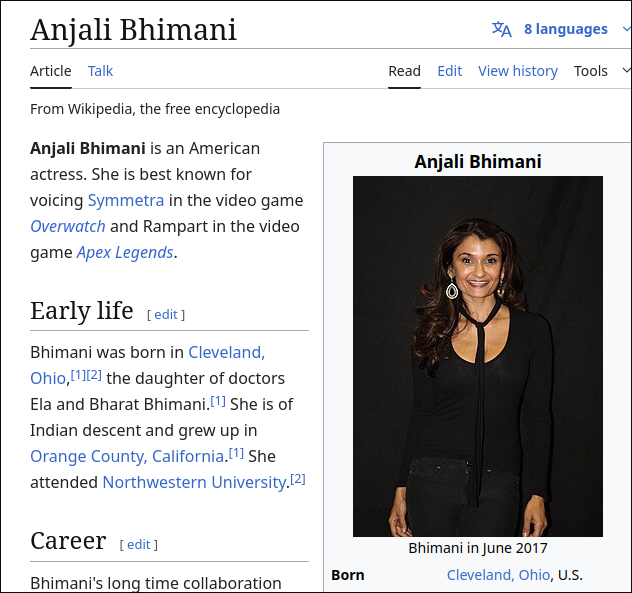 Anjali Bhimani
8 languages
Article Talk Read Edit View history Tools
From Wikipedia, the free encyclopedia
Anjali Bhimani is an American
actress. She is best known for
voicing Symmetra in the video game
Overwatch and Rampart in the video
game Apex Legends.
Early life [ edit ]
Bhimani was born in Cleveland,
Ohio,[1][2] the daughter of doctors
Ela and Bharat Bhimani.[1] She is of
Indian descent and grew up in
Orange County, California.[1] She
attended Northwestern University.[2]
Career [ edit ]
Bhimani's long time collaboration
Anjali Bhimani
Bhimani in June 2017
Born Cleveland, Ohio, U.S.